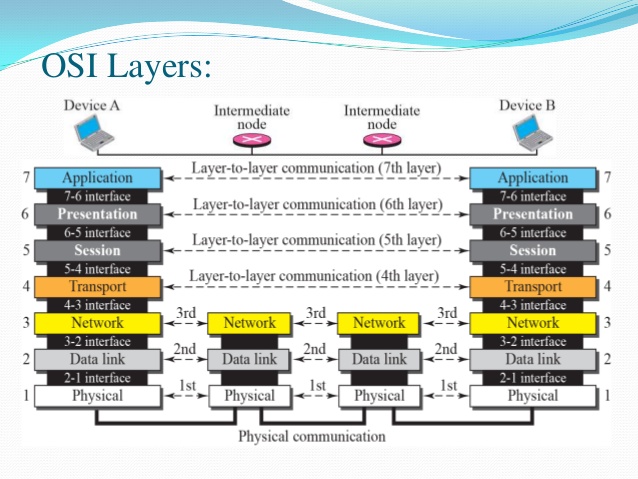 OSI Layers:
Device A
Intermediate
node
Intermediate
node
Device B
7 Application Layer-to-layer communication (7th layer) Application 7
7-6 interface 7-6 interface
6 Presentation Layer-to-layer communication (6th layer) Presentation 6
6-5 interface 6-5 interface
5 Session Layer-to-layer communication (5th layer) Session 5
5-4 interface 5-4 interface
4 Transport Layer-to-layer communication (4th layer) Transport 4
4-3 interface 4-3 interface
3 Network 3rd Network 3rd Network 3rd Network 3
3-2 interface 3-2 interface
2 Data link 2nd Data link 2nd Data link 2nd Data link 2
2-1 interface 2-1 interface
1 Physical 1st Physical 1st Physical 1st Physical 1
Physical communication